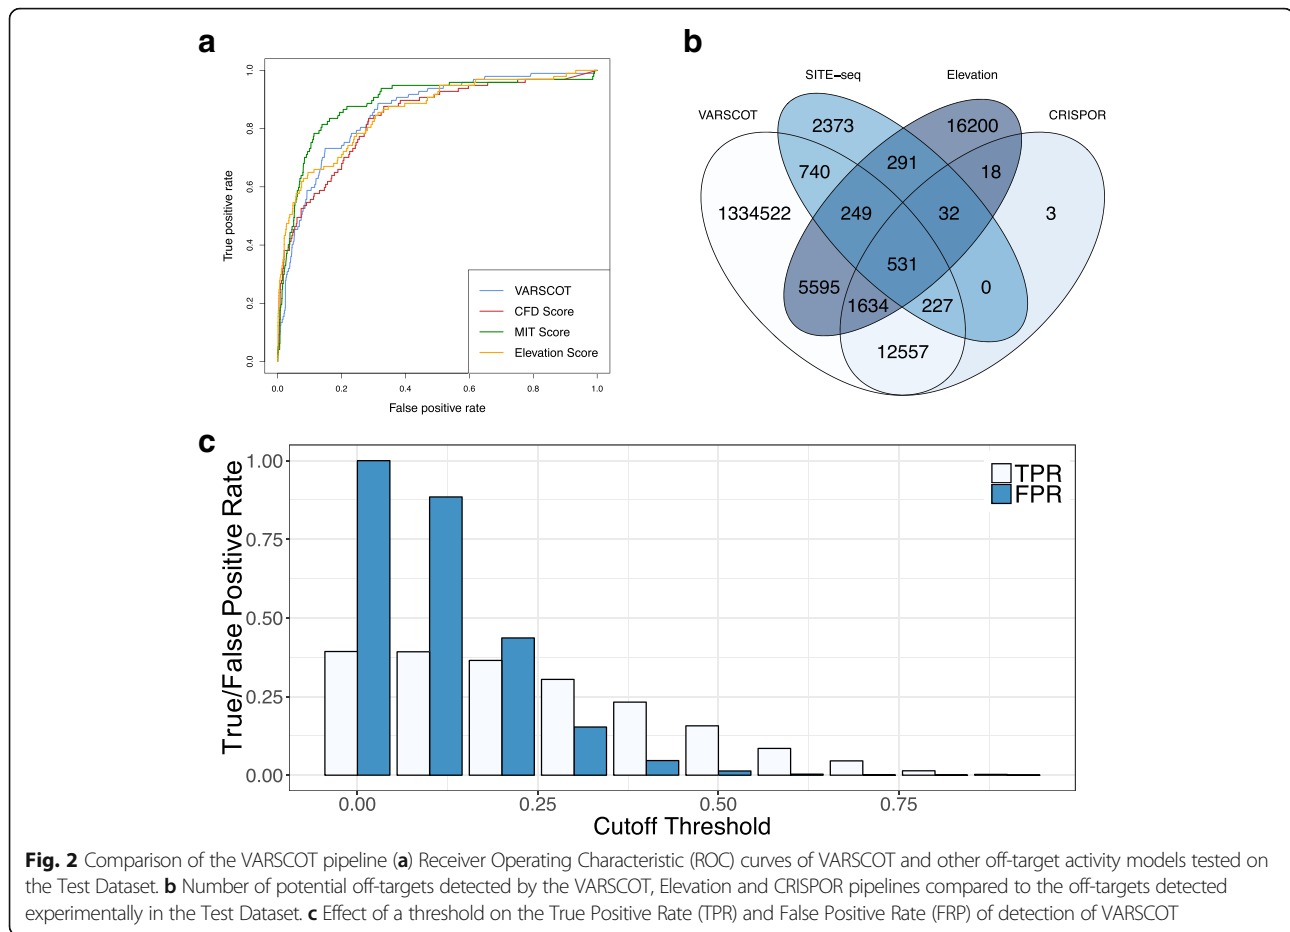 a
True positive rate
1.0
0.8
0.6
0.4
0.2
0.0
0.0 0.2 0.4 0.6 0.8 1.0
False positive rate
VARSCOT
CFD Score
MIT Score
Elevation Score
b
SITE−seq Elevation
VARSCOT CRISPOR
2373 16200
740 291 18
1334522 249 32 3
531
5595 1634 227 0
12557
c
True/False Positive Rate
1.00
0.75
0.50
0.25
0.00
TPR
FPR
0.00 0.25 0.50 0.75
Cutoff Threshold
Fig. 2 Comparison of the VARSCOT pipeline (a) Receiver Operating Characteristic (ROC) curves of VARSCOT and other off-target activity models tested on
the Test Dataset. b Number of potential off-targets detected by the VARSCOT, Elevation and CRISPOR pipelines compared to the off-targets detected
experimentally in the Test Dataset. c Effect of a threshold on the True Positive Rate (TPR) and False Positive Rate (FRP) of detection of VARSCOT